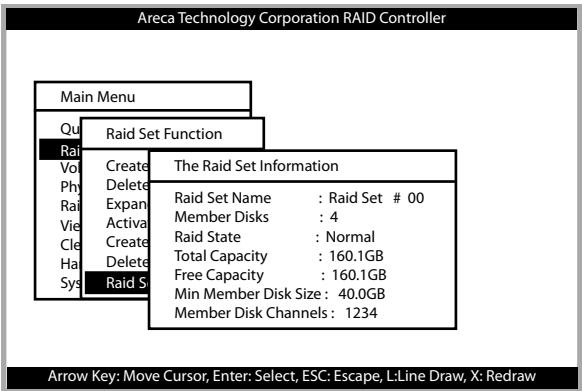 Areca Technology Corporation RAID Controller
Main Menu
Qu
Rai
Vol
Phy
Rai
Vie
Cle
Ha
Sys
Raid Set Function
Create
Delete
Expan
Activa
Create
Delete
Raid S
The Raid Set Information
Raid Set Name : Raid Set # 00
Member Disks : 4
Raid State : Normal
Total Capacity : 160.1GB
Free Capacity : 160.1GB
Min Member Disk Size : 40.0GB
Member Disk Channels : 1234
Arrow Key: Move Cursor, Enter: Select, ESC: Escape, L:Line Draw, X: Redraw